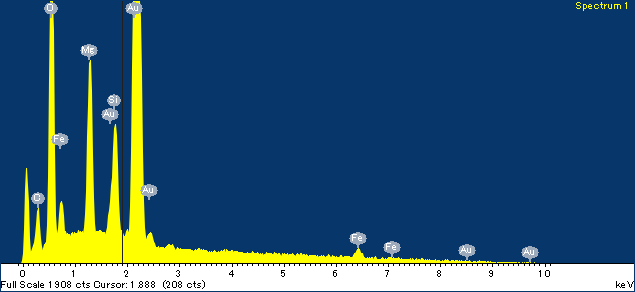 Spectrum 1
O Au
Mg
Si
Au
Fe
Au
C
Fe
Fe
Au
Au
0 1 2 3 4 5 6 7 8 9 10
Full Scale 1908 cts Cursor: 1.888 (208 cts) keV